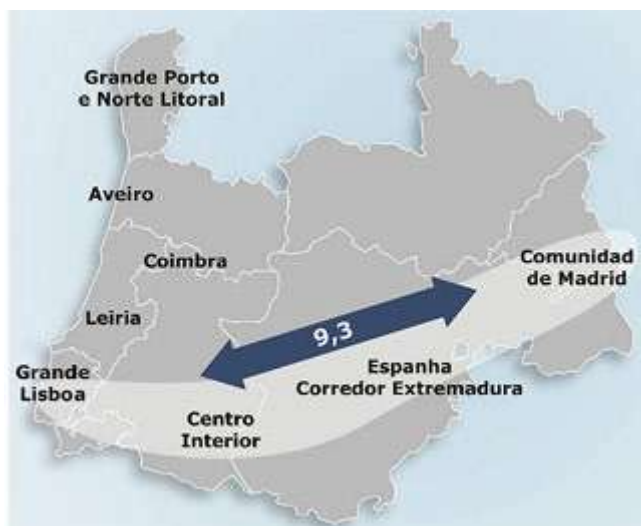 Grande Porto
e Norte Litoral
Aveiro
Coimbra
Comunidad
de Madrid
Leiria
9,3
Grande
Lisboa
Espanha
Corredor Extremadura
Centro
Interior